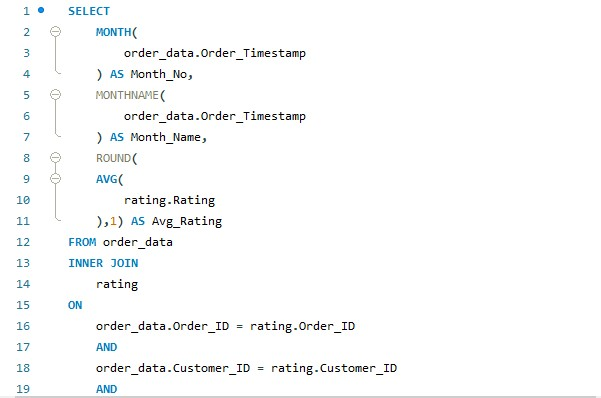 1 SELECT
2 MONTH(
3 order_data.Order_Timestamp
4 ) AS Month_No,
5 MONTHNAME(
6 order_data.Order_Timestamp
7 ) AS Month_Name,
8 ROUND(
9 AVG(
10 rating.Rating
11 ),1) AS Avg_Rating
12 FROM order_data
13 INNER JOIN
14 rating
15 ON
16 order_data.Order_ID = rating.Order_ID
17 AND
18 order_data.Customer_ID = rating.Customer_ID
19 AND